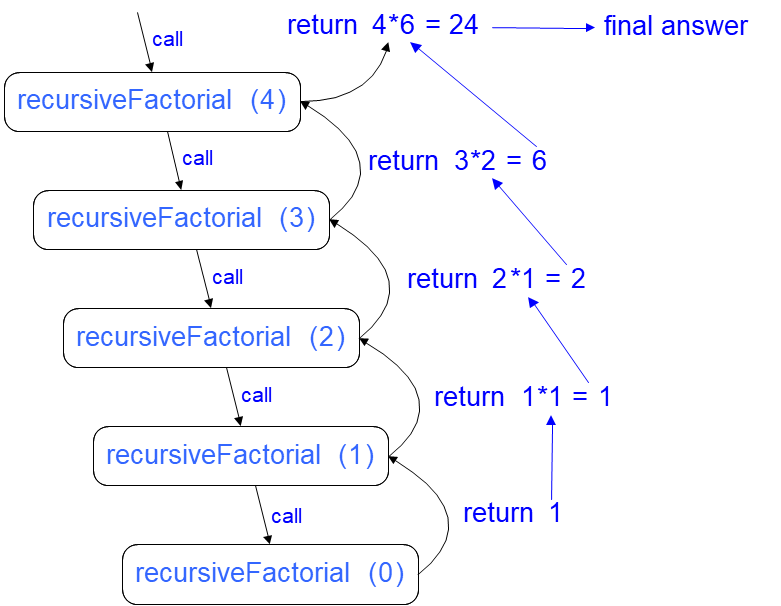 return 4*6 = 24 final answer
call
recursiveFactorial (4)
call
return 3*2 = 6
recursiveFactorial (3)
call
return 2*1 = 2
recursiveFactorial (2)
call
return 1*1 = 1
recursiveFactorial (1)
call
return 1
recursiveFactorial (0)